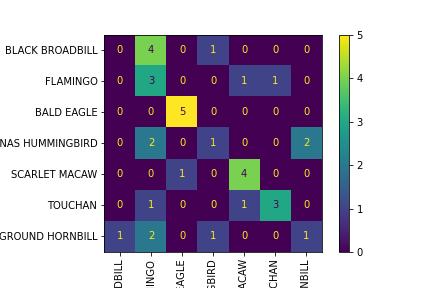 BLACK BROADBILL 0 4 0 1 0 0 0
FLAMINGO 0 3 0 0 1 1 0
BALD EAGLE 0 0 5 0 0 0 0
NAS HUMMINGBIRD 0 2 0 1 0 0 2
SCARLET MACAW 0 0 1 0 4 0 0
TOUCHAN 0 1 0 0 1 3 0
GROUND HORNBILL 1 2 0 1 0 0 1
DBILL
INGO
EAGLE
GBIRD
ACAW
CHAN
NBILL
5
4
3
2
1
0